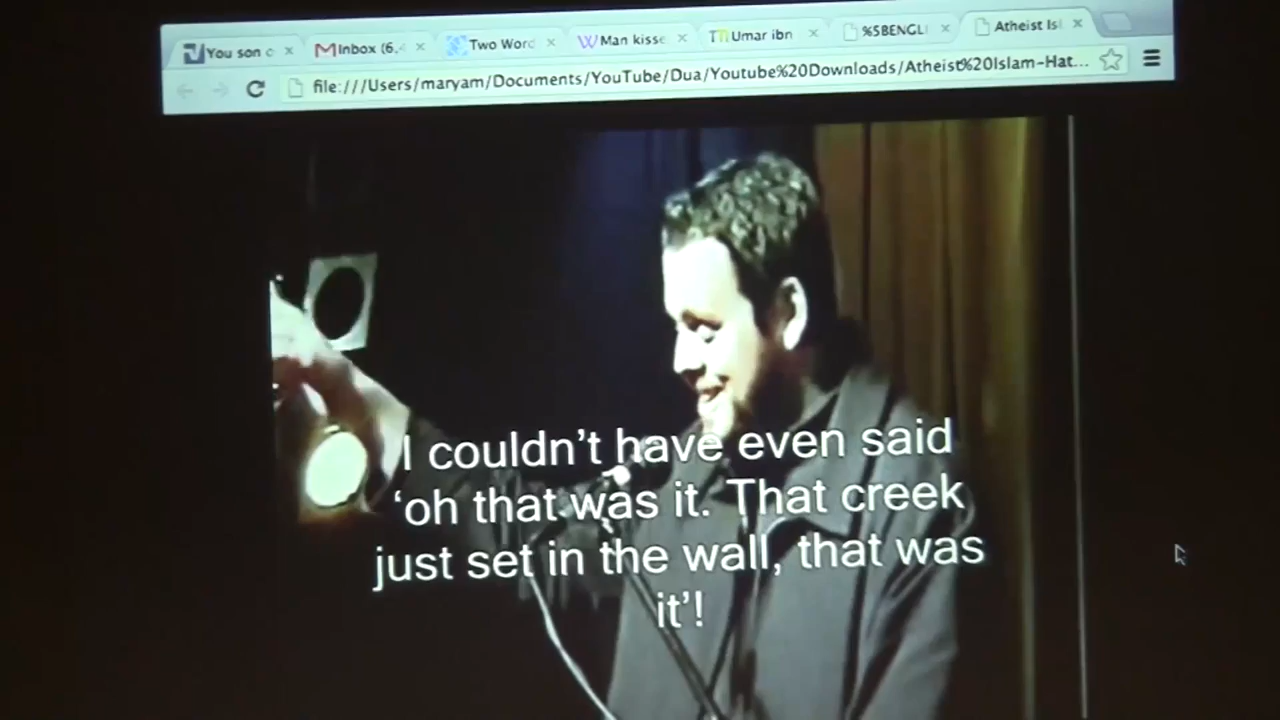 You son c
Inbox (6,
Two Word
Man kisse
Umar ibn
%5BENGLI
Atheist Isl
file:///Users/maryam/Documents/YouTube/Dua/Youtube%20Downloads/Atheist%20Islam-Hat...
I couldn't have even said
‘oh that was it. That creek
just set in the wall, that was
it’!